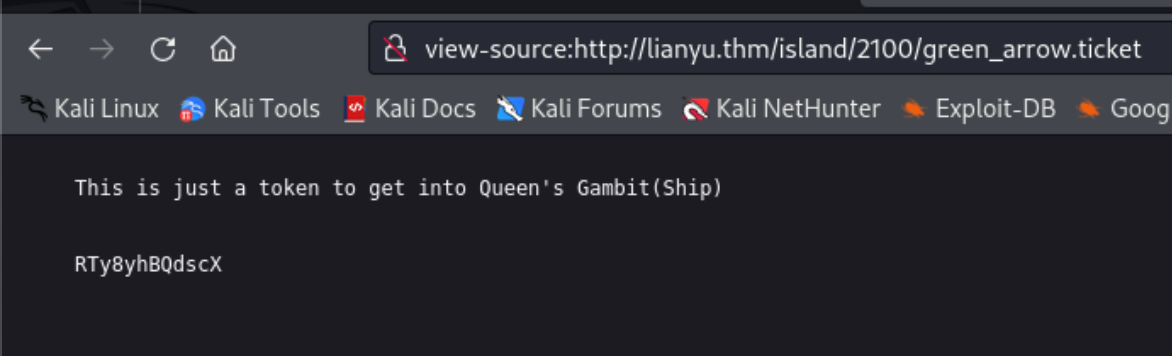 view-source:http://lianyu.thm/island/2100/green_arrow.ticket
Kali Linux Kali Tools Kali Docs Kali Forums Kali NetHunter Exploit-DB Goog
This is just a token to get into Queen's Gambit(Ship)
RTy8yhBQdscX